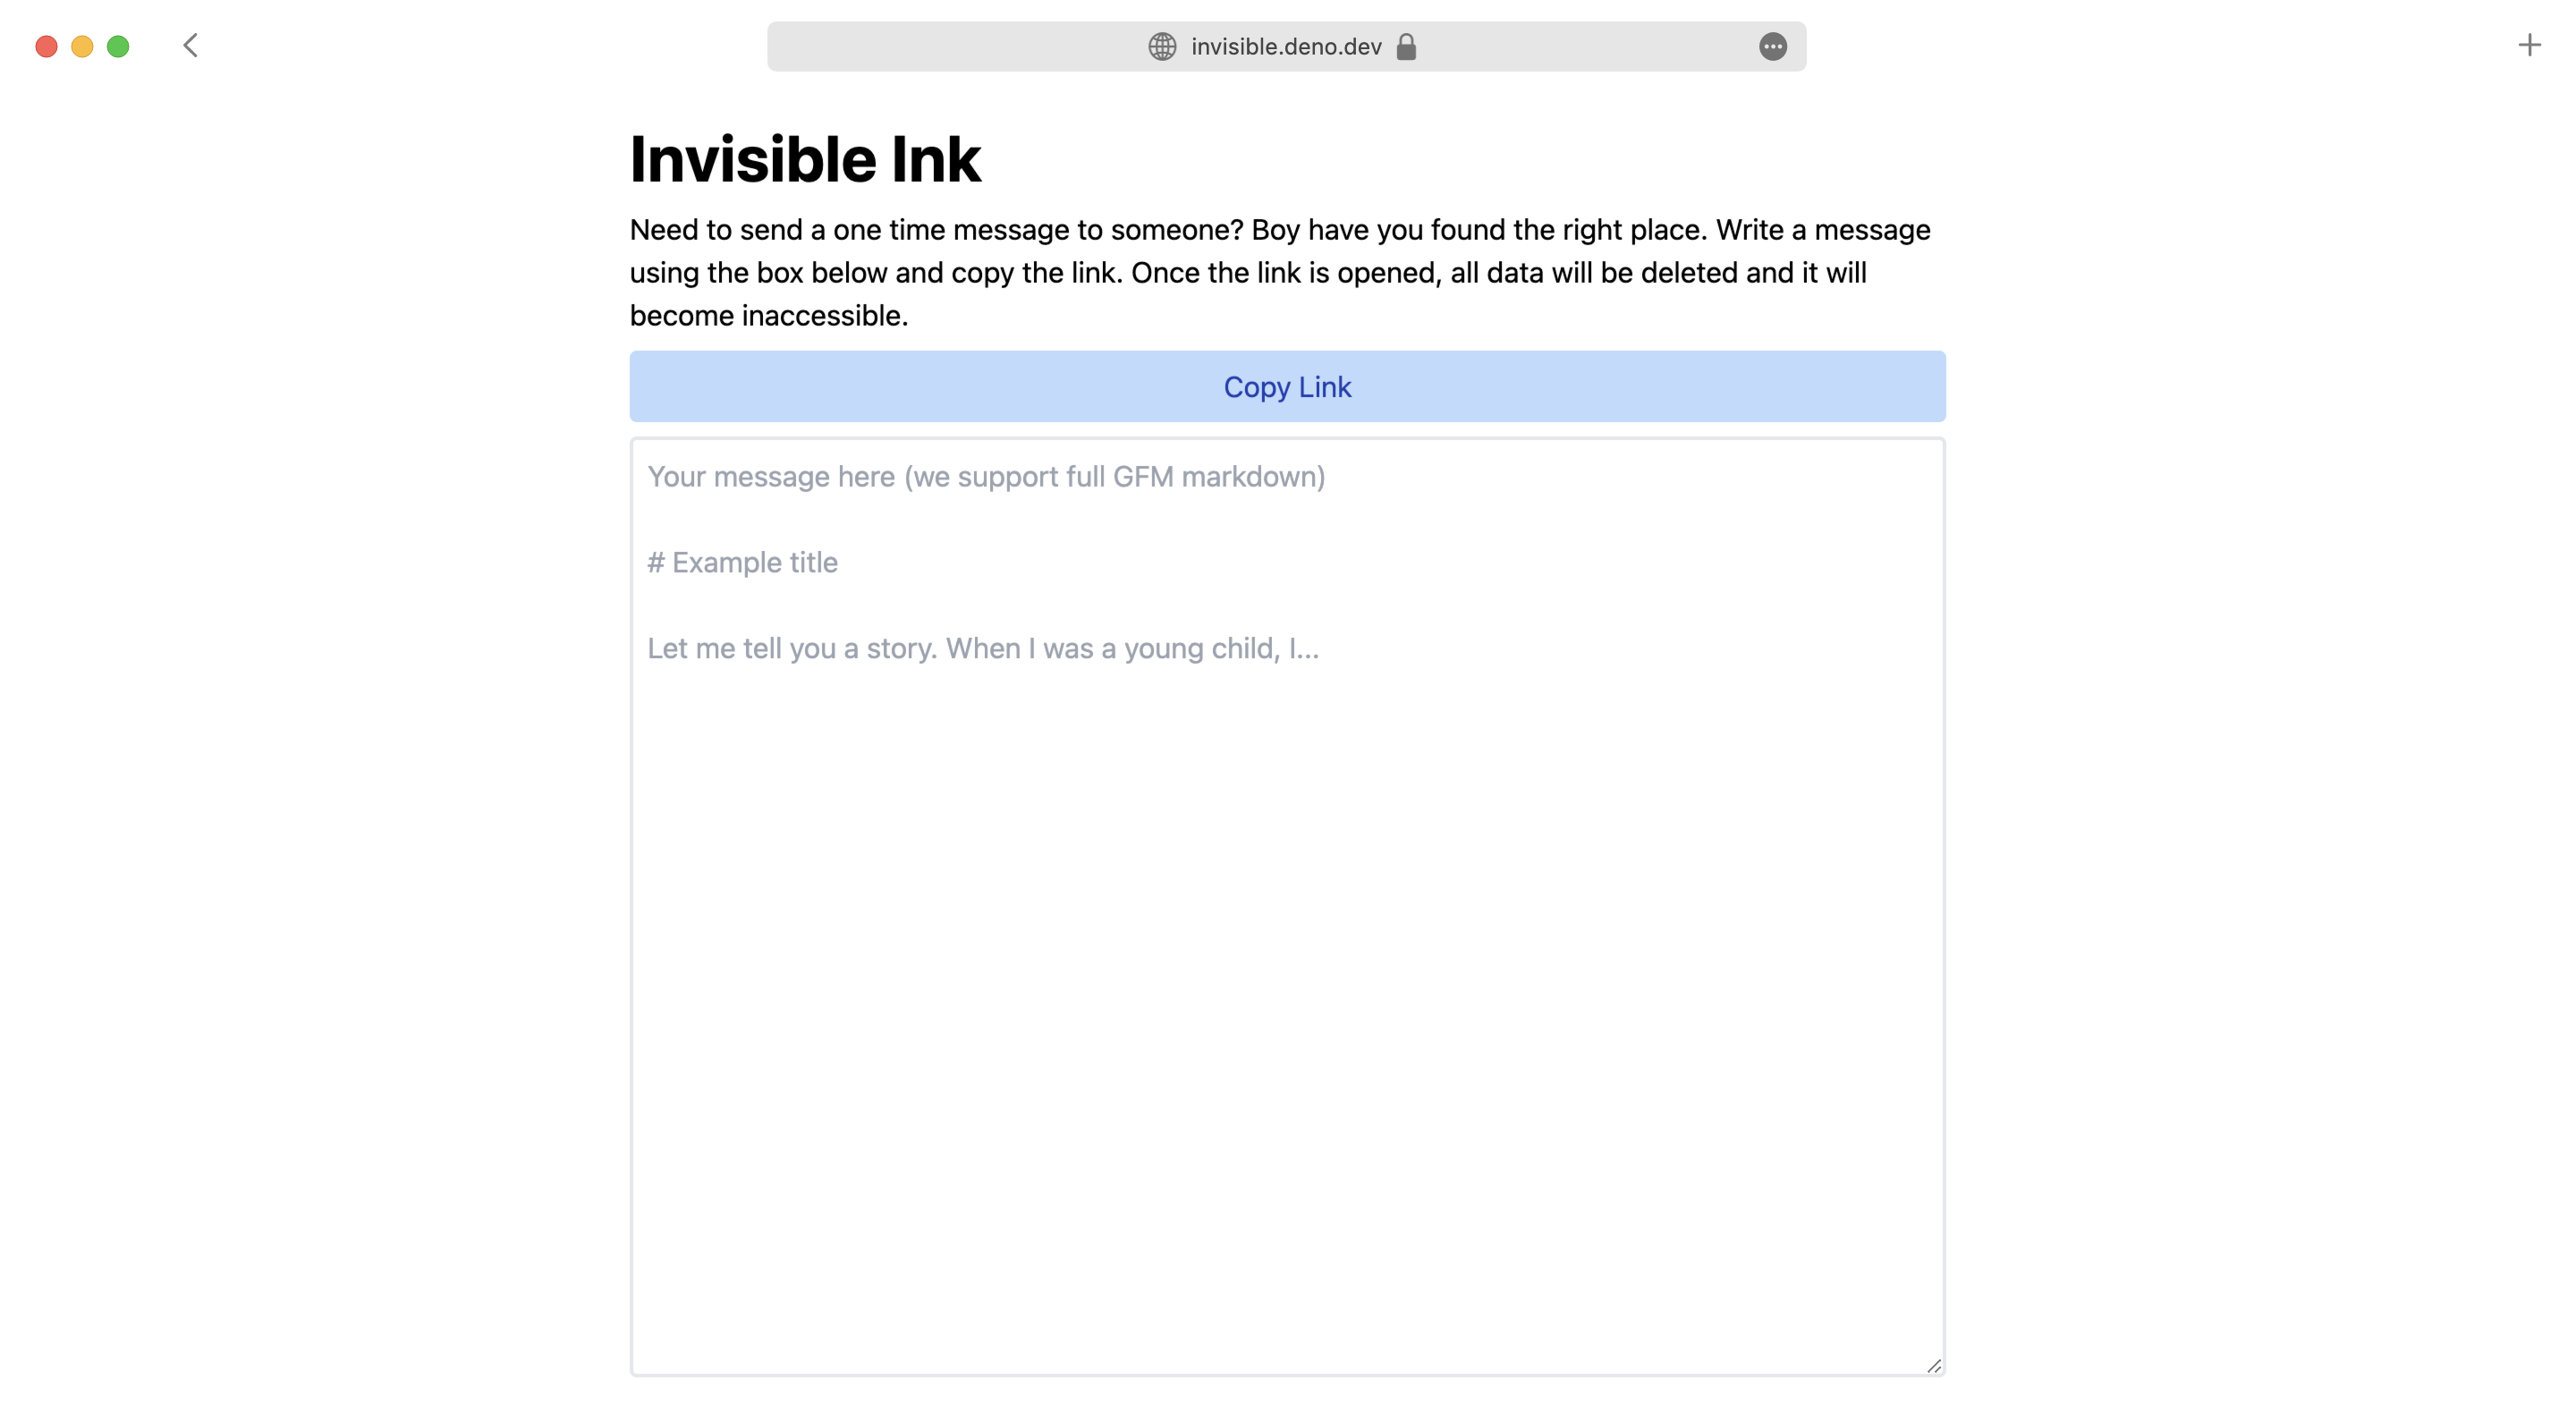 invisible.deno.dev
Invisible Ink
Need to send a one time message to someone? Boy have you found the right place. Write a message
using the box below and copy the link. Once the link is opened, all data will be deleted and it will
become inaccessible.
Copy Link
Your message here (we support full GFM markdown)
# Example title
Let me tell you a story. When I was a young child, I...